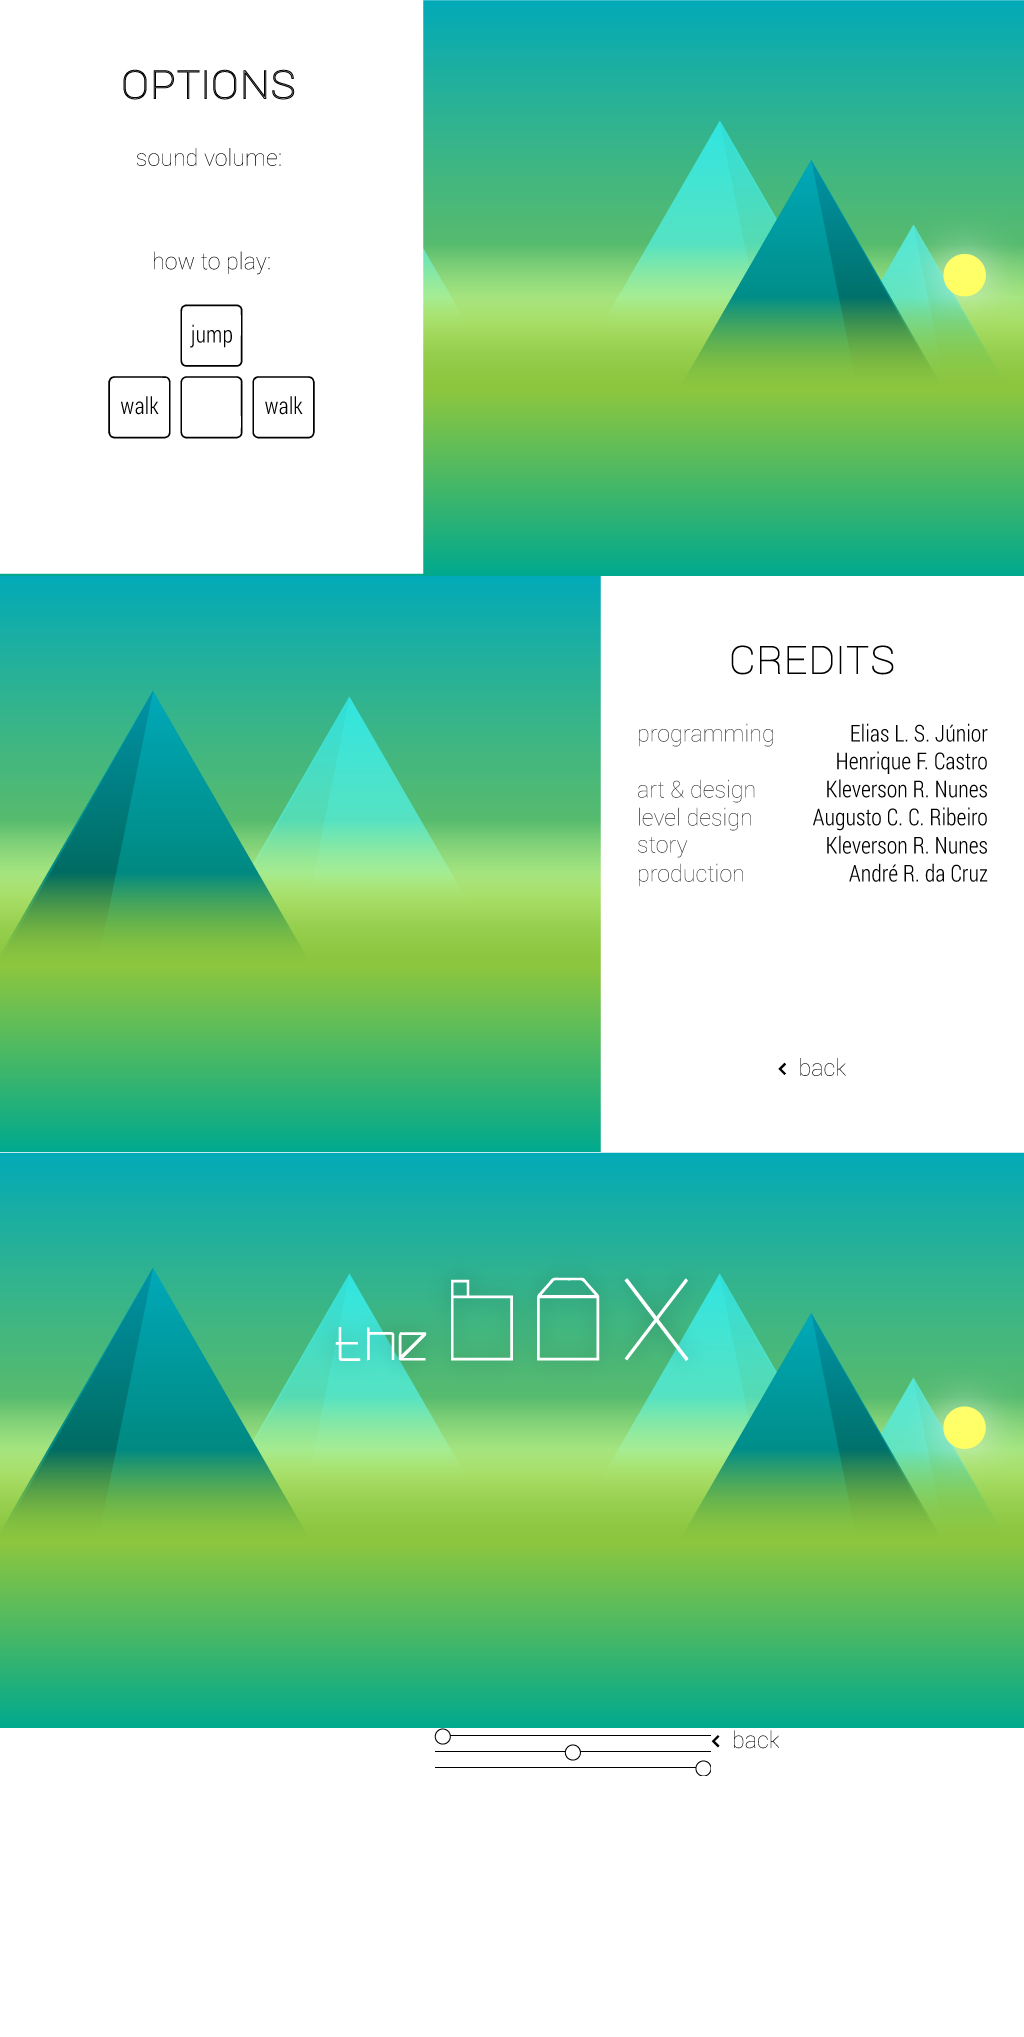 OPTIONS
sound volume:
how to play:
jump
walk walk
CREDITS
programming Elias L. S. Júnior
Henrique F. Castro
art & design Kleverson R. Nunes
level design Augusto C. C. Ribeiro
story Kleverson R. Nunes
production André R. da Cruz
back
the box
back